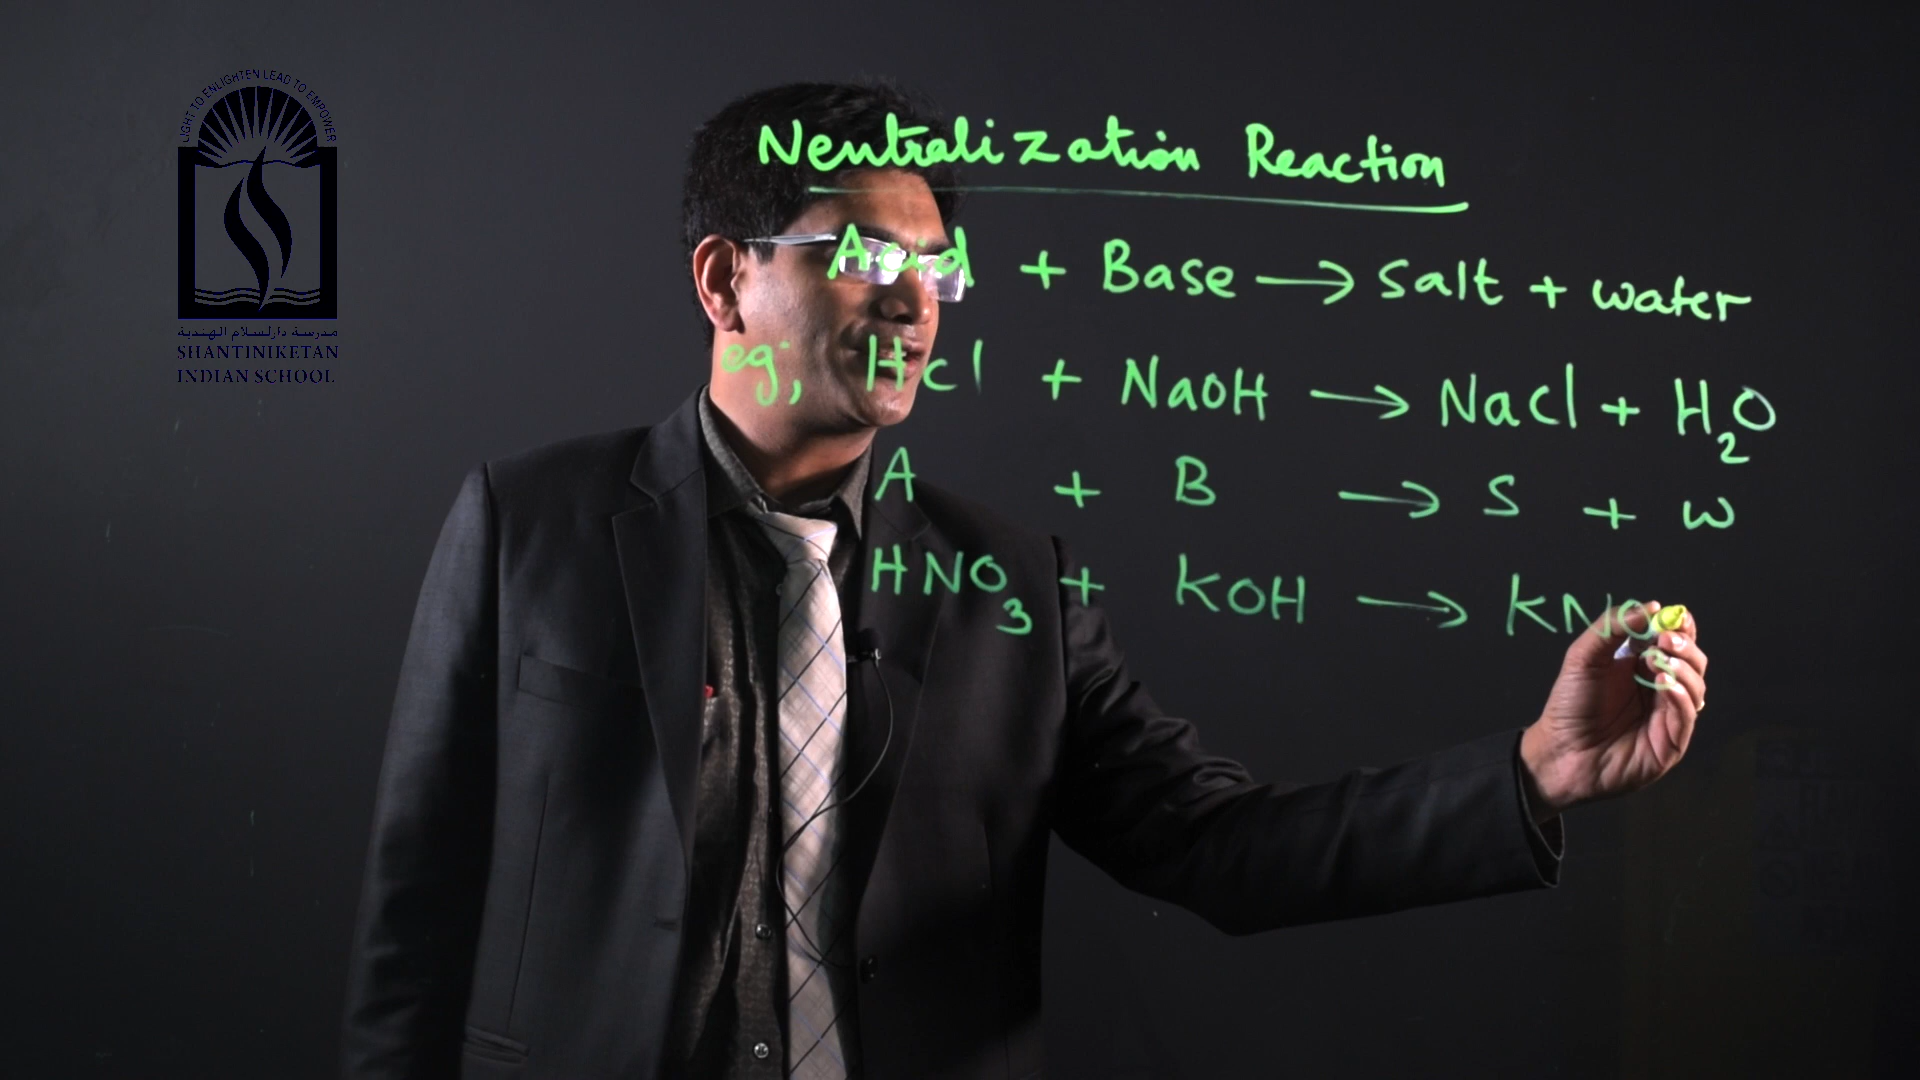 LIGHT TO ENLIGHTEN LEAD TO EMPOWER
مدرسة دارلسلام الهندية
SHANTINIKETAN
INDIAN SCHOOL
Neutralization Reaction
Acid + Base → Salt + water
eg; Hcl + NaOH → Nacl + H2O
A + B → S + W
HNO3 + KOH → KNO3